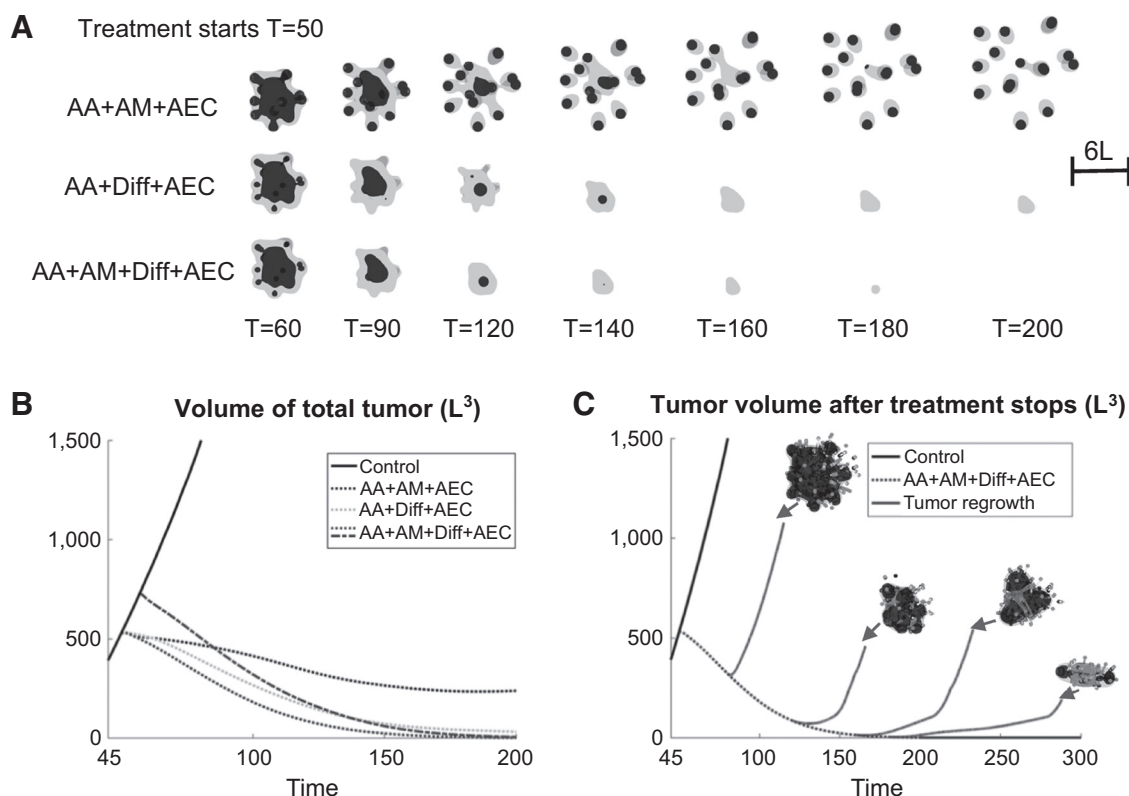 A
Treatment starts T=50
AA+AM+AEC
AA+Diff+AEC
AA+AM+Diff+AEC
6L
T=60 T=90 T=120 T=140 T=160 T=180 T=200
B
Volume of total tumor (L³)
1,500
1,000
500
0
45 100 150 200
Time
Control
AA+AM+AEC
AA+Diff+AEC
AA+AM+Diff+AEC
C
Tumor volume after treatment stops (L³)
1,500
1,000
500
0
45 100 150 200 250 300
Time
Control
AA+AM+Diff+AEC
Tumor regrowth